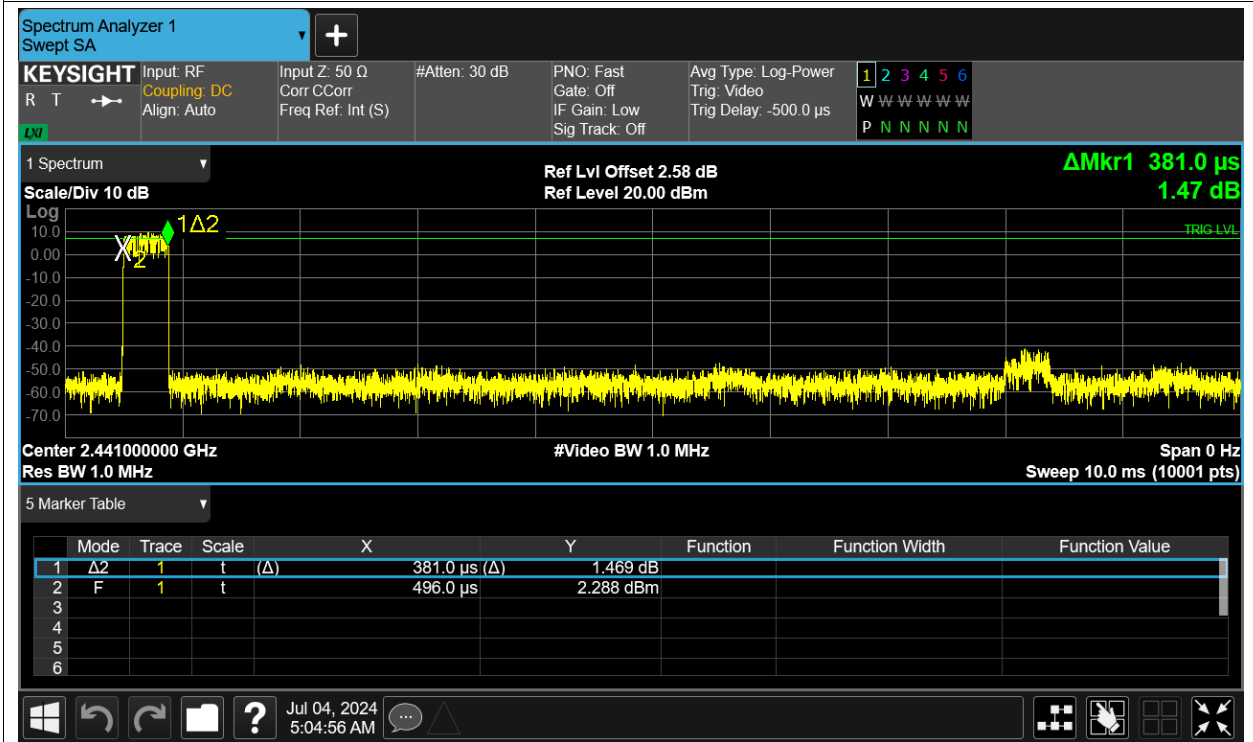 Spectrum Analyzer 1
Swept SA
KEYSIGHT Input: RF Input Z: 50 Ω #Atten: 30 dB PNO: Fast Avg Type: Log-Power 1 2 3 4 5 6
R T Coupling: DC Corr CCorr Gate: Off Trig: Video W W W W W W
Align: Auto Freq Ref: Int (S) IF Gain: Low Trig Delay: -500.0 µs
LXI Sig Track: Off P N N N N N
1 Spectrum Ref Lvl Offset 2.58 dB ΔMkr1 381.0 µs
Scale/Div 10 dB Ref Level 20.00 dBm 1.47 dB
Log
1Δ2
10.0 TRIG LVL
X2
0.00
-10.0
-20.0
-30.0
-40.0
-50.0
-60.0
-70.0
Center 2.441000000 GHz #Video BW 1.0 MHz Span 0 Hz
Res BW 1.0 MHz Sweep 10.0 ms (10001 pts)
5 Marker Table
Mode Trace Scale X Y Function Function Width Function Value
1 Δ2 1 t (Δ) 381.0 µs (Δ) 1.469 dB
2 F 1 t 496.0 µs 2.288 dBm
3
4
5
6
? Jul 04, 2024
5:04:56 AM